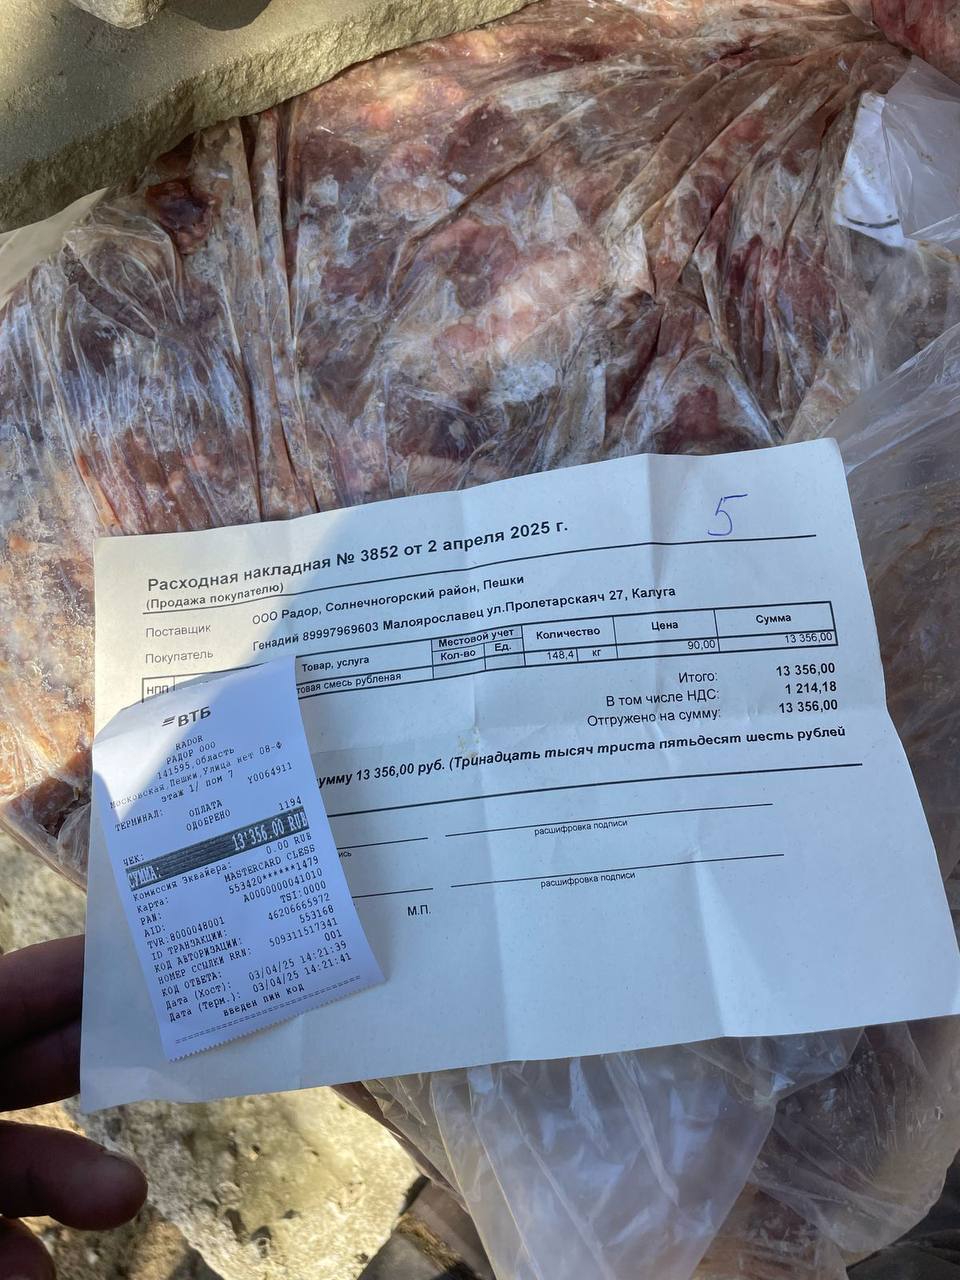 5
Расходная накладная № 3852 от 2 апреля 2025 г.
(Продажа покупателю)
Поставщик ООО Радор, Солнечногорский район, Пешки
Покупатель Генадий 89997969603 Малоярославец ул.Пролетарскаяч 27, Калуга
НПП Товар, услуга Местовой учет Количество Цена Сумма
Кол-во Ед.
товая смесь рубленая 148,4 кг 90,00 13 356,00
Итого: 13 356,00
В том числе НДС: 1 214,18
Отгружено на сумму: 13 356,00
умму 13 356,00 руб. (Тринадцать тысяч триста пятьдесят шесть рублей
ись расшифровка подписи
расшифровка подписи
М.П.
ВТБ
RADOR
РАДОР ООО
141595, Область
Московская,Пешки,Улица нет 08-Ф
этаж 1/ пом 7
ТЕРМИНАЛ: Y0064911
ОПЛАТА
ОДОБРЕНО
ЧЕК: 1194
СУММА: 13'356.00 RUB
Комиссия Эквайера: 0.00 RUB
Карта: MASTERCARD CLESS
PAN: 553420******1479
AID: A0000000041010
TVR:8000048001 TSI:0000
ID ТРАНЗАКЦИИ: 46206665972
КОД АВТОРИЗАЦИИ: 553168
НОМЕР ССЫЛКИ RRN: 509311517341
КОД ОТВЕТА: 001
Дата (Хост): 03/04/25 14:21:39
Дата (Терм.): 03/04/25 14:21:41
введен пин код